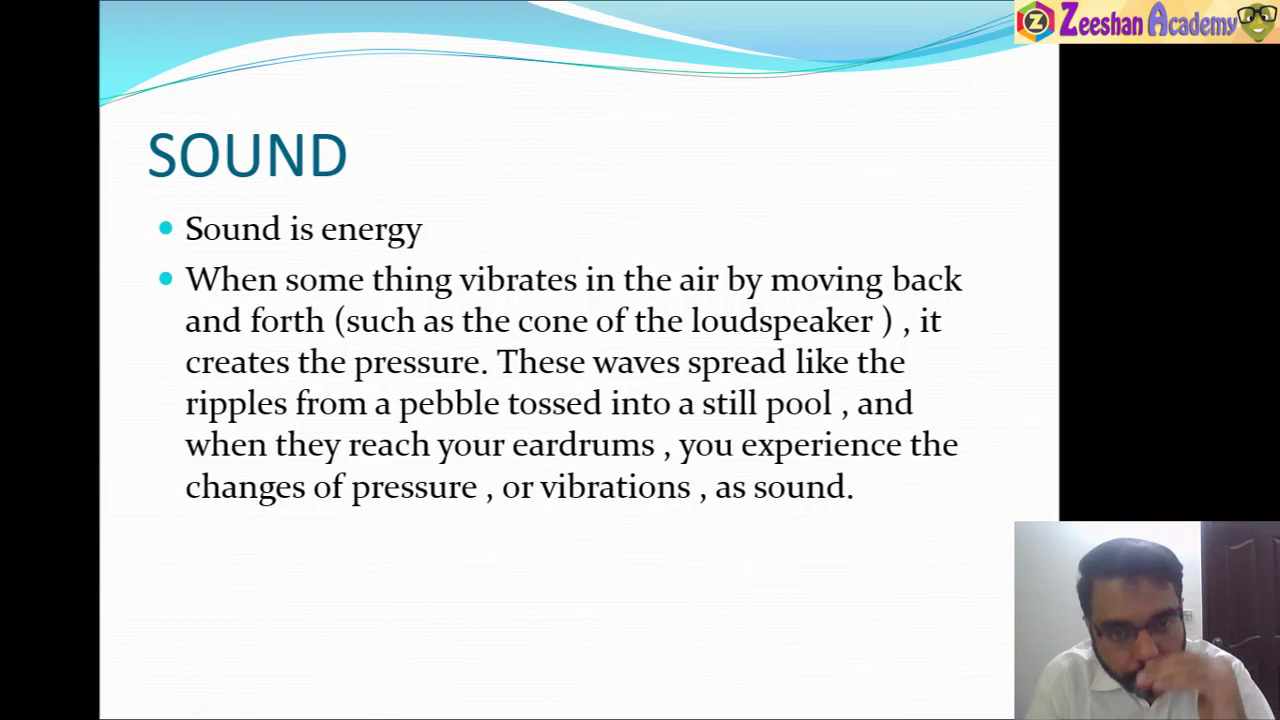 Zeeshan Academy
SOUND
Sound is energy
When some thing vibrates in the air by moving back
and forth (such as the cone of the loudspeaker ) , it
creates the pressure. These waves spread like the
ripples from a pebble tossed into a still pool , and
when they reach your eardrums , you experience the
changes of pressure , or vibrations , as sound.